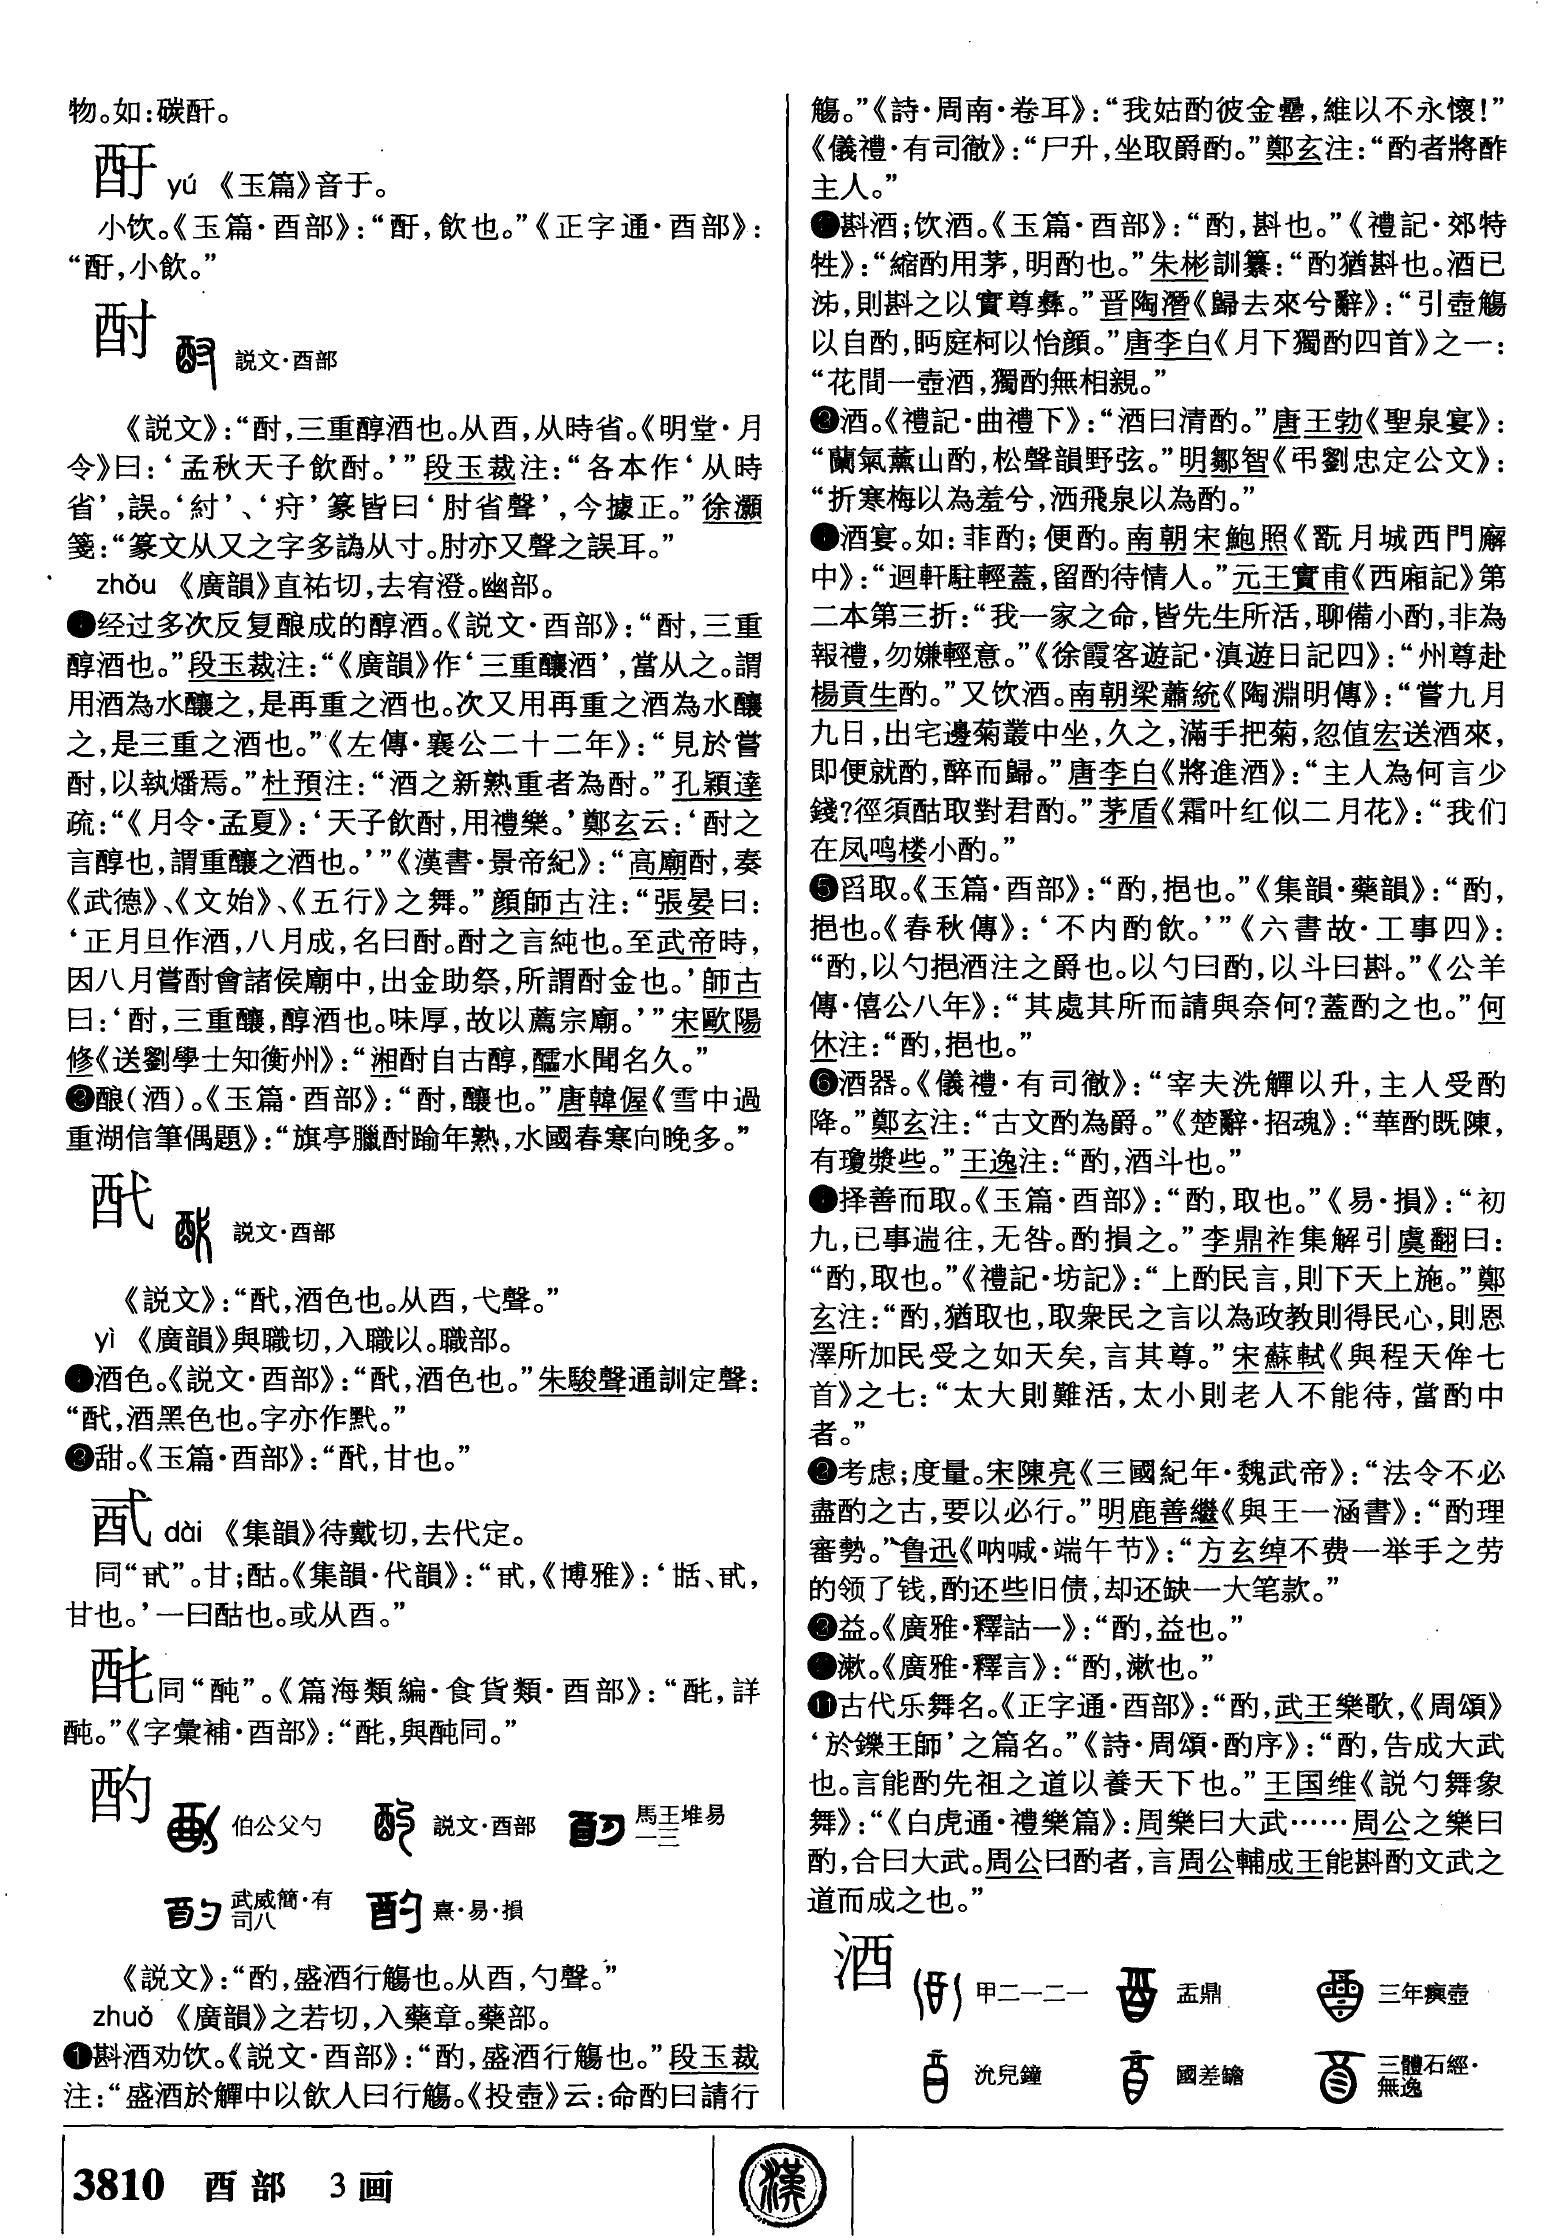 物。如：碳酐。
酑 yú 《玉篇》音于。
小饮。《玉篇·酉部》：“酑，飲也。”《正字通·酉部》：
“酑，小飲。”
酎 説文·酉部
《説文》：“酎，三重醇酒也。从酉，从時省。《明堂·月
令》曰：‘孟秋天子飲酎。’”段玉裁注：“各本作‘从時
省’，誤。‘紂’、‘疛’篆皆曰‘肘省聲’，今據正。”徐灝
箋：“篆文从又之字多譌从寸。肘亦又聲之誤耳。”
zhǒu 《廣韻》直祐切，去宥澄。幽部。
❶经过多次反复酿成的醇酒。《説文·酉部》：“酎，三重
醇酒也。”段玉裁注：“《廣韻》作‘三重釀酒’，當从之。謂
用酒為水釀之，是再重之酒也。次又用再重之酒為水釀
之，是三重之酒也。”《左傳·襄公二十二年》：“見於嘗
酎，以執燔焉。”杜預注：“酒之新熟重者為酎。”孔穎達
疏：“《月令·孟夏》：‘天子飲酎，用禮樂。’鄭玄云：‘酎之
言醇也，謂重釀之酒也。’”《漢書·景帝紀》：“高廟酎，奏
《武德》、《文始》、《五行》之舞。”顔師古注：“張晏曰：
‘正月旦作酒，八月成，名曰酎。酎之言純也。至武帝時，
因八月嘗酎會諸侯廟中，出金助祭，所謂酎金也。’師古
曰：‘酎，三重釀，醇酒也。味厚，故以薦宗廟。’”宋歐陽
修《送劉學士知衡州》：“湘酎自古醇，醽水聞名久。”
❷酿（酒）。《玉篇·酉部》：“酎，釀也。”唐韓偓《雪中過
重湖信筆偶題》：“旗亭臘酎踰年熟，水國春寒向晚多。”
酜 説文·酉部
《説文》：“酜，酒色也。从酉，弋聲。”
yì 《廣韻》與職切，入職以。職部。
❶酒色。《説文·酉部》：“酜，酒色也。”朱駿聲通訓定聲：
“酜，酒黑色也。字亦作黓。”
❷甜。《玉篇·酉部》：“酜，甘也。”
dài 《集韻》待戴切，去代定。
同“甙”。甘；酤。《集韻·代韻》：“甙，《博雅》：‘甛、甙，
甘也。’一曰酤也。或从酉。”
同“酏”。《篇海類編·食貨類·酉部》：“，詳
。”《字彙補·酉部》：“，與同。”
酌 伯公父勺 説文·酉部 馬王堆易一三
武威簡·有司八 熹·易·損
《説文》：“酌，盛酒行觴也。从酉，勺聲。”
zhuó 《廣韻》之若切，入藥章。藥部。
❶斟酒劝饮。《説文·酉部》：“酌，盛酒行觴也。”段玉裁
注：“盛酒於觶中以飲人曰行觴。《投壺》云：命酌曰請行
觴。”《詩·周南·卷耳》：“我姑酌彼金罍，維以不永懷！”
《儀禮·有司徹》：“尸升，坐取爵酌。”鄭玄注：“酌者將酢
主人。”
❷斟酒；饮酒。《玉篇·酉部》：“酌，斟也。”《禮記·郊特
牲》：“縮酌用茅，明酌也。”朱彬訓纂：“酌猶斟也。酒已
泲，則斟之以實尊彝。”晋陶潛《歸去來兮辭》：“引壺觴
以自酌，眄庭柯以怡顔。”唐李白《月下獨酌四首》之一：
“花間一壺酒，獨酌無相親。”
❸酒。《禮記·曲禮下》：“酒曰清酌。”唐王勃《聖泉宴》：
“蘭氣薰山酌，松聲韻野弦。”明鄒智《弔劉忠定公文》：
“折寒梅以為羞兮，洒飛泉以為酌。”
❹酒宴。如：菲酌；便酌。南朝宋鮑照《翫月城西門廨
中》：“迴軒駐輕蓋，留酌待情人。”元王實甫《西廂記》第
二本第三折：“我一家之命，皆先生所活，聊備小酌，非為
報禮，勿嫌輕意。”《徐霞客遊記·滇遊日記四》：“州尊赴
楊貢生酌。”又饮酒。南朝梁蕭統《陶淵明傳》：“嘗九月
九日，出宅邊菊叢中坐，久之，滿手把菊，忽值宏送酒來，
即便就酌，醉而歸。”唐李白《將進酒》：“主人為何言少
錢？徑須酤取對君酌。”茅盾《霜叶红似二月花》：“我们
在凤鸣楼小酌。”
❺舀取。《玉篇·酉部》：“酌，挹也。”《集韻·藥韻》：“酌，
挹也。《春秋傳》：‘不内酌飲。’”《六書故·工事四》：
“酌，以勺挹酒注之爵也。以勺曰酌，以斗曰斟。”《公羊
傳·僖公八年》：“其處其所而請與奈何？蓋酌之也。”何
休注：“酌，挹也。”
❻酒器。《儀禮·有司徹》：“宰夫洗觶以升，主人受酌
降。”鄭玄注：“古文酌為爵。”《楚辭·招魂》：“華酌既陳，
有瓊漿些。”王逸注：“酌，酒斗也。”
❼择善而取。《玉篇·酉部》：“酌，取也。”《易·損》：“初
九，已事遄往，无咎。酌損之。”李鼎祚集解引虞翻曰：
“酌，取也。”《禮記·坊記》：“上酌民言，則下天上施。”鄭
玄注：“酌，猶取也，取衆民之言以為政教則得民心，則恩
澤所加民受之如天矣，言其尊。”宋蘇軾《與程天侔七
首》之七：“太大則難活，太小則老人不能待，當酌中
者。”
❽考虑；度量。宋陳亮《三國紀年·魏武帝》：“法令不必
盡酌之古，要以必行。”明鹿善繼《與王一涵書》：“酌理
審勢。”鲁迅《呐喊·端午节》：“方玄绰不费一举手之劳
的领了钱，酌还些旧债，却还缺一大笔款。”
❾益。《廣雅·釋詁一》：“酌，益也。”
❿漱。《廣雅·釋言》：“酌，漱也。”
⓫古代乐舞名。《正字通·酉部》：“酌，武王樂歌，《周頌》
‘於鑠王師’之篇名。”《詩·周頌·酌序》：“酌，告成大武
也。言能酌先祖之道以養天下也。”王国维《説勺舞象
舞》：“《白虎通·禮樂篇》：周樂曰大武……周公之樂曰
酌，合曰大武。周公曰酌者，言周公輔成王能斟酌文武之
道而成之也。”
酒 甲二一二一 盂鼎 三年𤼈壺
沇兒鐘 國差𦉜 三體石經·無逸
3810 酉部 3画
漢